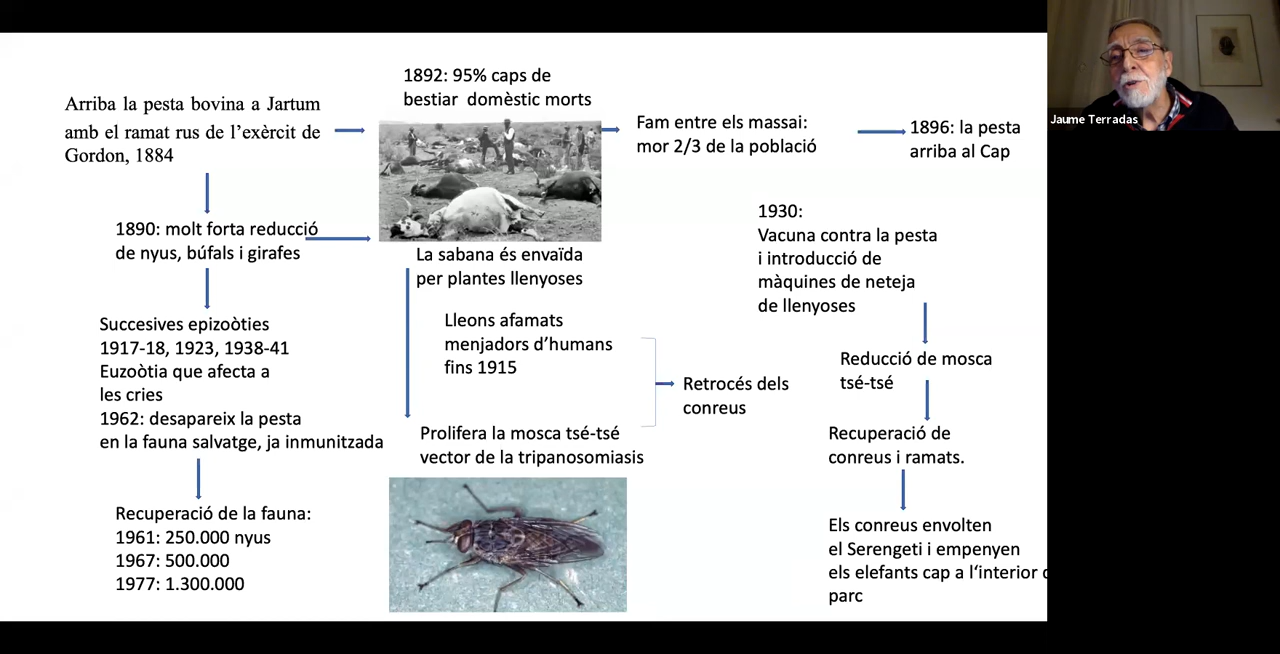 Arriba la pesta bovina a Jartum
amb el ramat rus de l’exèrcit de
Gordon, 1884
1892: 95% caps de
bestiar domèstic morts
Fam entre els massai:
mor 2/3 de la població
1896: la pesta
arriba al Cap
Jaume Terradas
1890: molt forta reducció
de nyus, búfals i girafes
La sabana és envaïda
per plantes llenyoses
1930:
Vacuna contra la pesta
i introducció de
màquines de neteja
de llenyoses
Succesives epizoòties
1917-18, 1923, 1938-41
Euzoòtia que afecta a
les cries
1962: desapareix la pesta
en la fauna salvatge, ja inmunitzada
Lleons afamats
menjadors d’humans
fins 1915
Retrocés dels
conreus
Reducció de mosca
tsé-tsé
Prolifera la mosca tsé-tsé
vector de la tripanosomiasis
Recuperació de
conreus i ramats.
Recuperació de la fauna:
1961: 250.000 nyus
1967: 500.000
1977: 1.300.000
Els conreus envolten
el Serengeti i empenyen
els elefants cap a l‘interior
parc